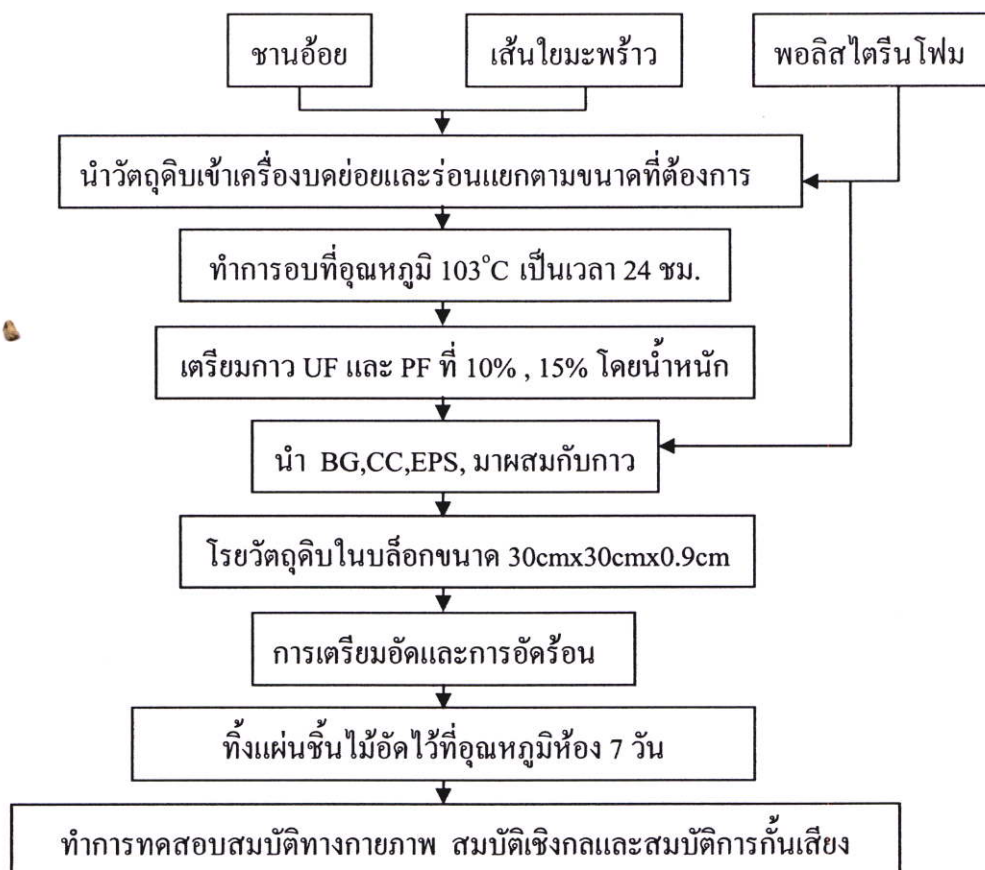 ชานอ้อย
เส้นใยมะพร้าว
พอลิสไตรีนโฟม
นำวัตถุดิบเข้าเครื่องบดย่อยและร่อนแยกตามขนาดที่ต้องการ
ทำการอบที่อุณหภูมิ 103°C เป็นเวลา 24 ชม.
เตรียมกาว UF และ PF ที่ 10% , 15% โดยน้ำหนัก
นำ BG,CC,EPS, มาผสมกับกาว
โรยวัตถุดิบในบล็อกขนาด 30cmx30cmx0.9cm
การเตรียมอัดและการอัดร้อน
ทิ้งแผ่นชิ้นไม้อัดไว้ที่อุณหภูมิห้อง 7 วัน
ทำการทดสอบสมบัติทางกายภาพ สมบัติเชิงกลและสมบัติการกั้นเสียง